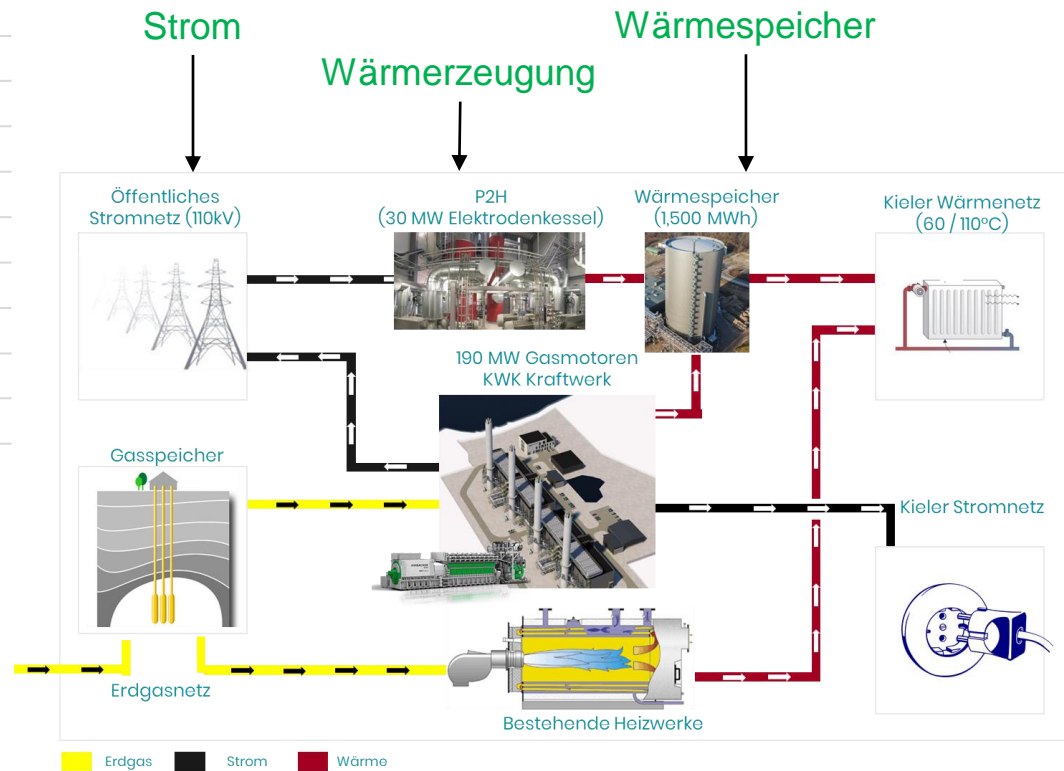 Strom
Wärmespeicher
Wärmerzeugung
Öffentliches
Stromnetz (110kV)
P2H
(30 MW Elektrodenkessel)
Wärmespeicher
(1,500 MWh)
Kieler Wärmenetz
(60 / 110°C)
190 MW Gasmotoren
KWK Kraftwerk
Gasspeicher
Kieler Stromnetz
Erdgasnetz
Bestehende Heizwerke
Erdgas
Strom
Wärme